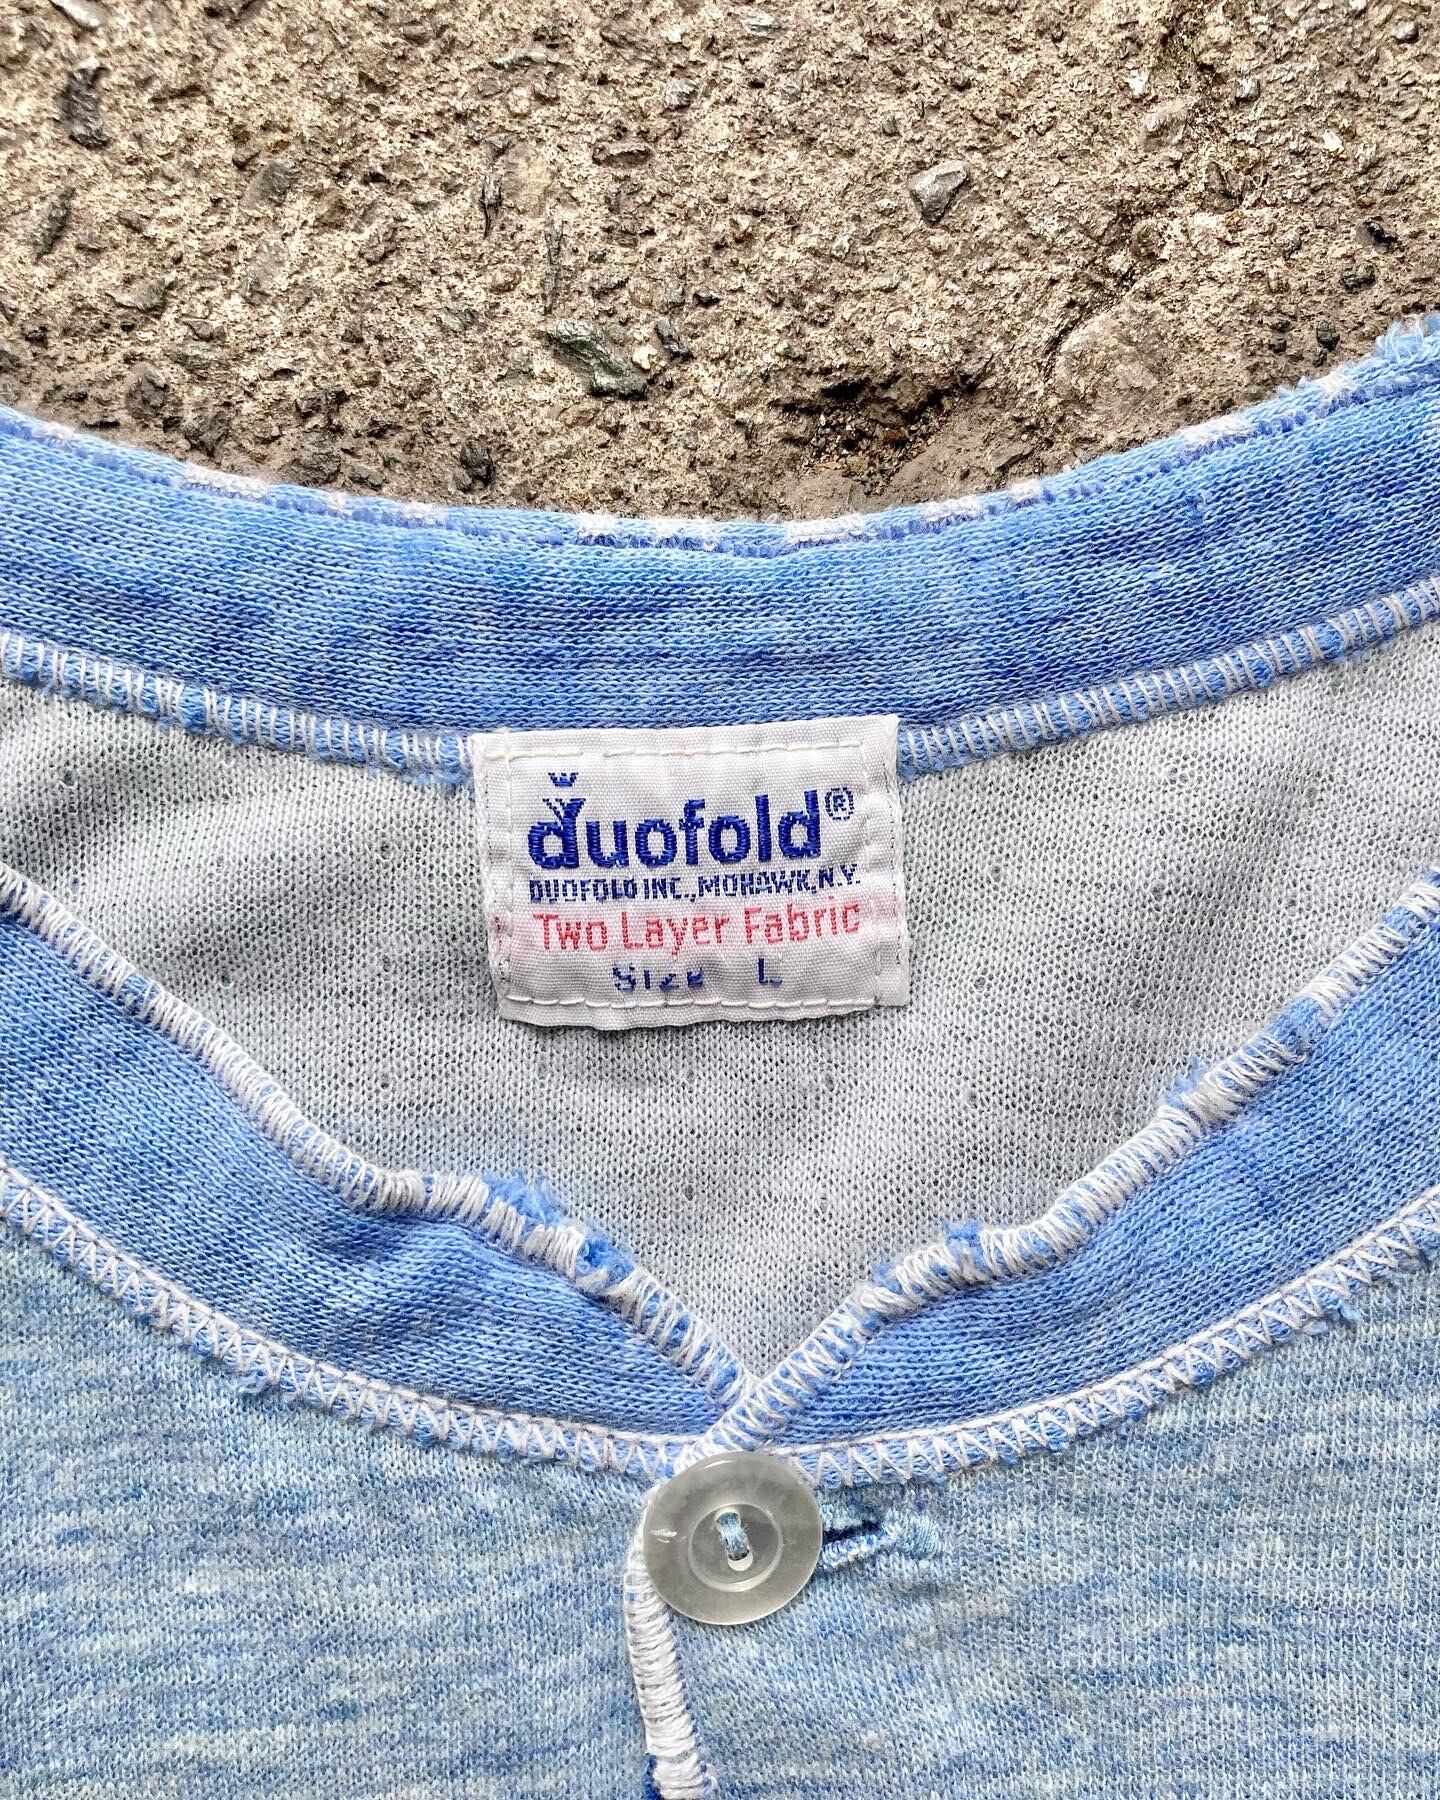 duofold®
DUOFOLD INC., MOHAWK, N.Y.
Two Layer Fabric
SIZE L